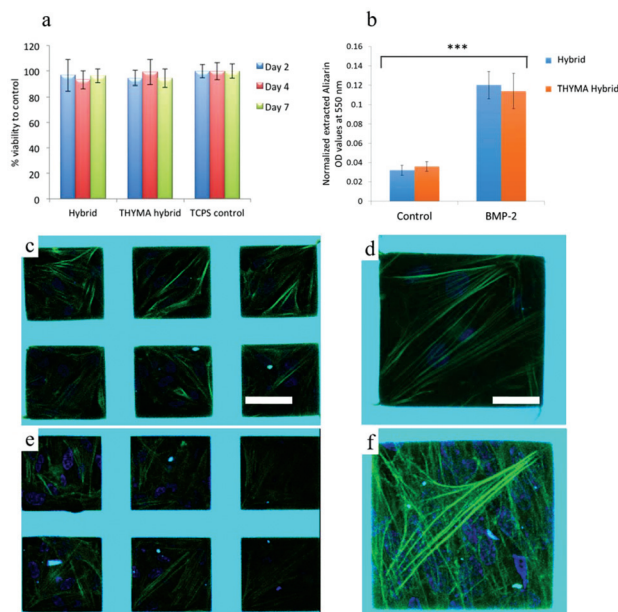 a
120
100
80
60
40
20
0
% viability to control
Day 2
Day 4
Day 7
Hybrid THYMA hybrid TCPS control
b
0.16
0.14
0.12
0.1
0.08
0.06
0.04
0.02
0
Normalized extracted Alizarin
OD values at 550 nm
***
Hybrid
THYMA Hybrid
Control BMP-2
c
d
e
f